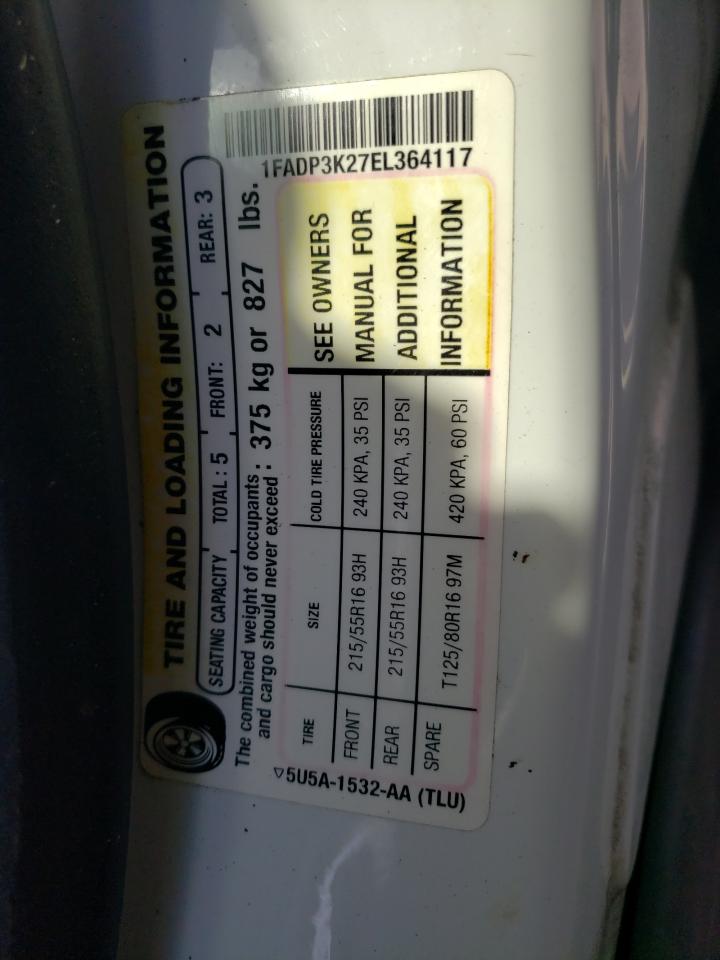 TIRE AND LOADING INFORMATION
SEATING CAPACITY TOTAL : 5 FRONT: 2 REAR: 3
The combined weight of occupants
and cargo should never exceed : 375 kg or 827 lbs.
TIRE SIZE COLD TIRE PRESSURE
FRONT 215/55R16 93H 240 KPA, 35 PSI
REAR 215/55R16 93H 240 KPA, 35 PSI
SPARE T125/80R16 97M 420 KPA, 60 PSI
SEE OWNERS
MANUAL FOR
ADDITIONAL
INFORMATION
▽5U5A-1532-AA (TLU)
1FADP3K27EL364117